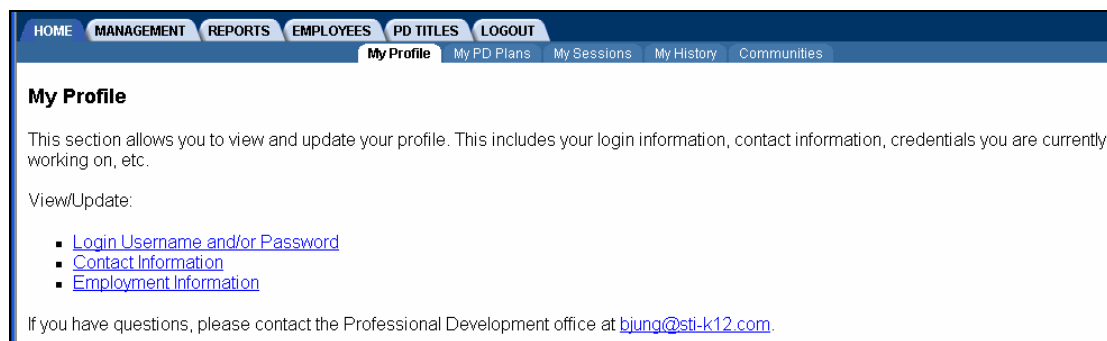 HOME MANAGEMENT REPORTS EMPLOYEES PD TITLES LOGOUT
My Profile My PD Plans My Sessions My History Communities
My Profile
This section allows you to view and update your profile. This includes your login information, contact information, credentials you are currently
working on, etc.
View/Update:
Login Username and/or Password
Contact Information
Employment Information
If you have questions, please contact the Professional Development office at bjung@sti-k12.com.